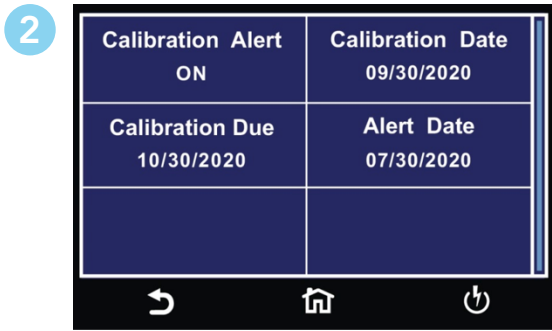 2
Calibration Alert
ON
Calibration Date
09/30/2020
Calibration Due
10/30/2020
Alert Date
07/30/2020